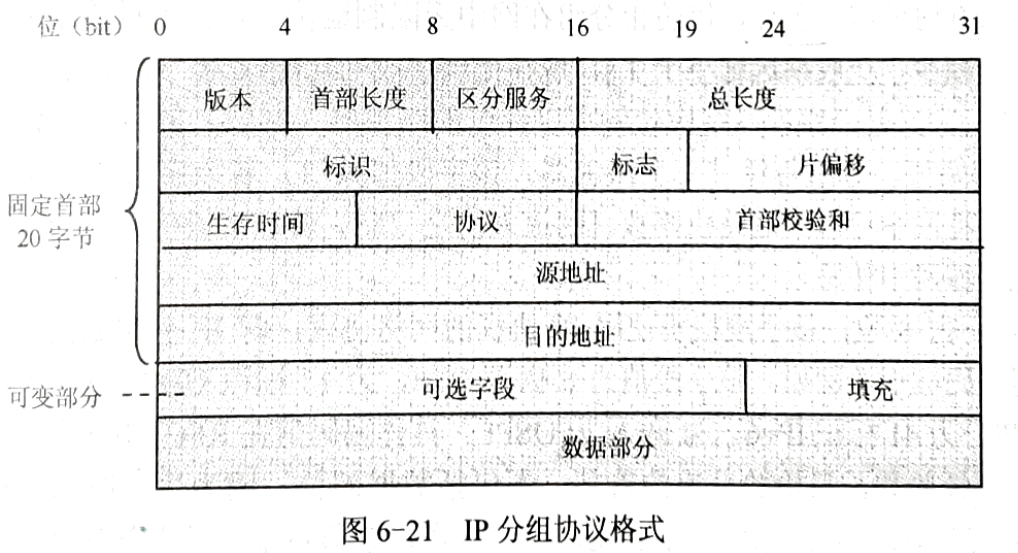 位（bit） 0 4 8 16 19 24 31
版本 首部长度 区分服务 总长度
标识 标志 片偏移
固定首部
20 字节
生存时间 协议 首部校验和
源地址
目的地址
可变部分 可选字段 填充
数据部分
图 6-21 IP 分组协议格式